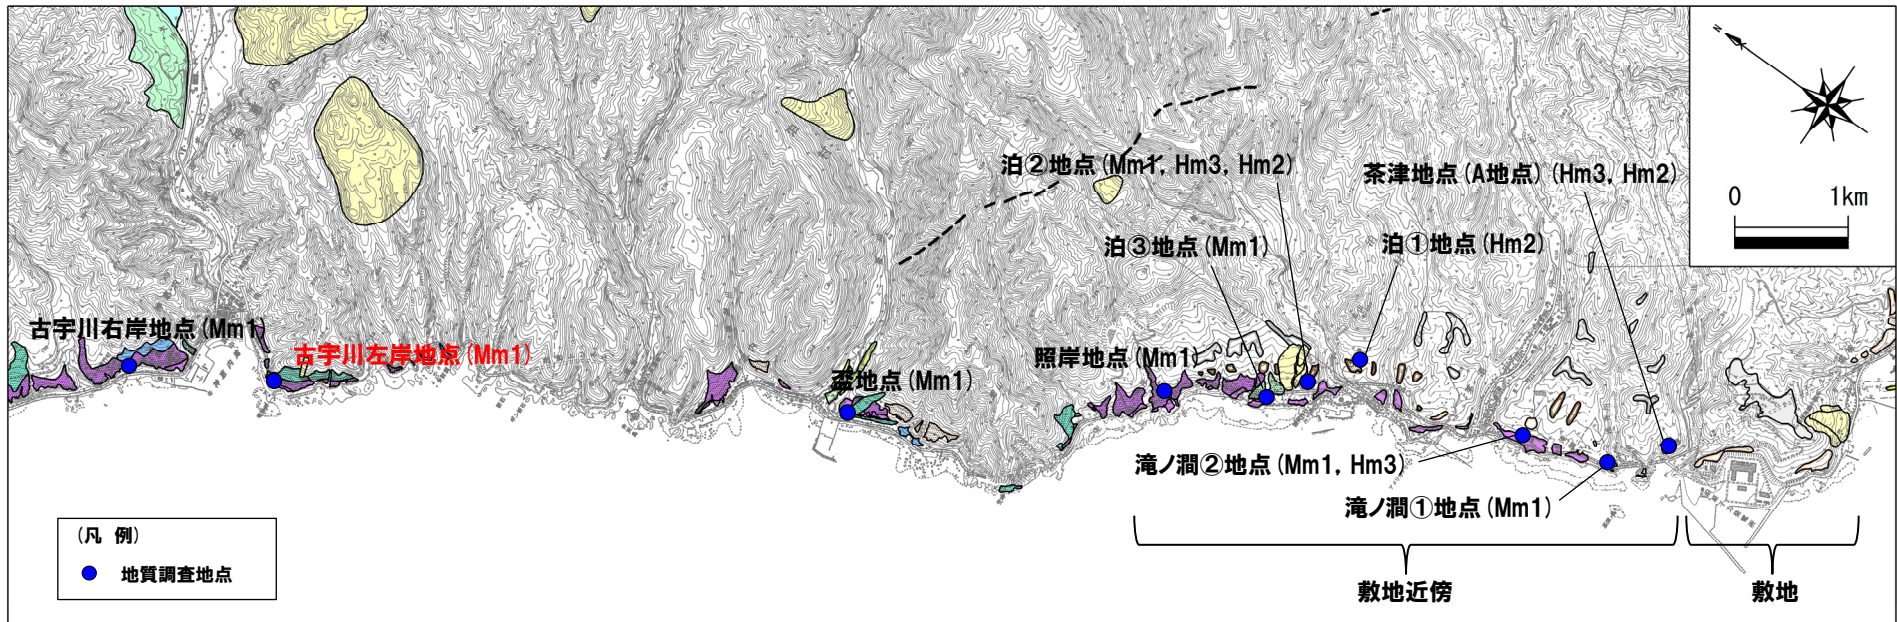 N
0 1km
泊②地点(Mm1, Hm3, Hm2)
茶津地点(A地点)(Hm3, Hm2)
泊③地点(Mm1)
泊①地点(Hm2)
古宇川右岸地点(Mm1)
古宇川左岸地点(Mm1)
盃地点(Mm1)
照岸地点(Mm1)
滝ノ澗②地点(Mm1, Hm3)
滝ノ澗①地点(Mm1)
(凡 例)
地質調査地点
敷地近傍
敷地